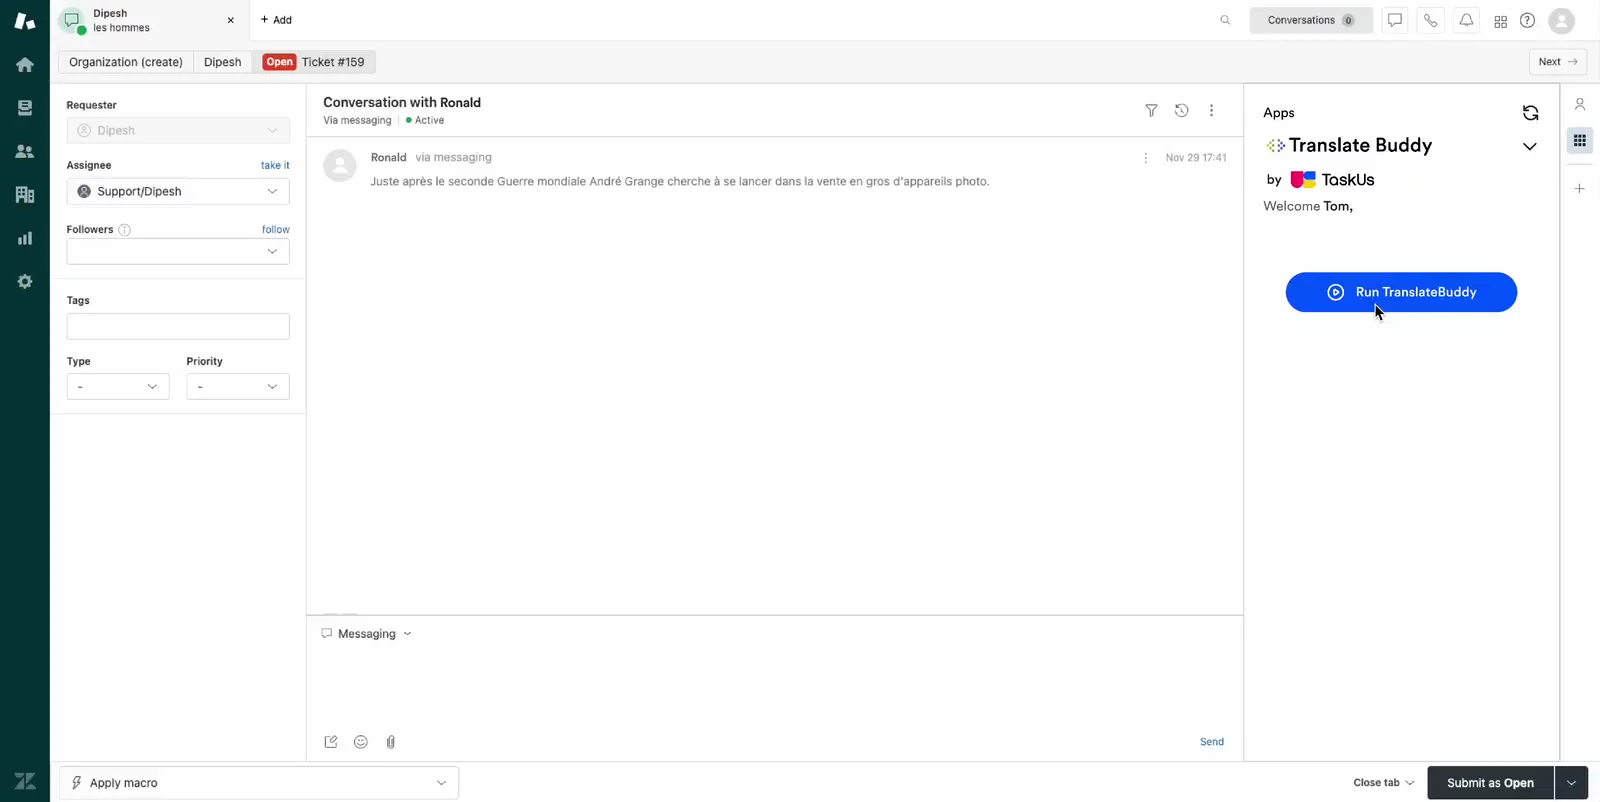 Dipesh
les hommes
+ Add
Conversations 0
Organization (create)
Dipesh
Open Ticket #159
Next →
Requester
Dipesh
Assignee
take it
Support/Dipesh
Followers
follow
Tags
Type
Priority
-
-
Conversation with Ronald
Via messaging
Active
Ronald via messaging
Nov 29 17:41
Juste après le seconde Guerre mondiale André Grange cherche à se lancer dans la vente en gros d'appareils photo.
Messaging
Send
Apps
Translate Buddy
by TaskUs
Welcome Tom,
Run TranslateBuddy
Apply macro
Close tab
Submit as Open